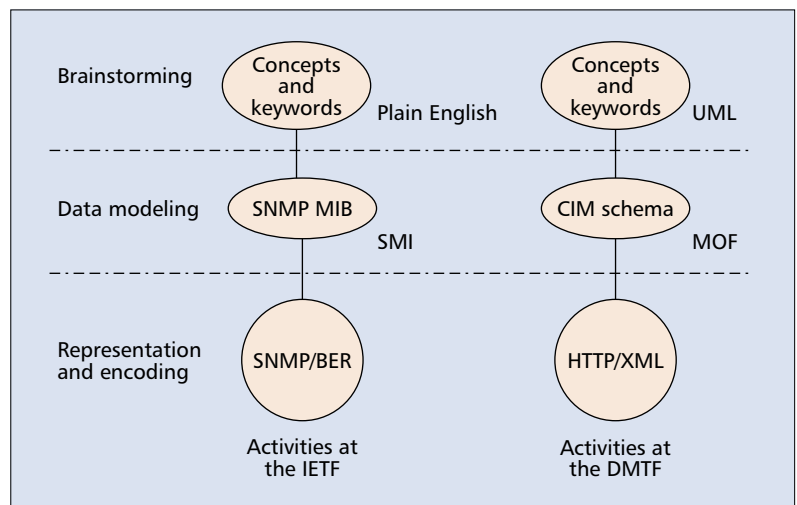 Brainstorming
Concepts
and
keywords
Plain English
Concepts
and
keywords
UML
Data modeling
SNMP MIB
SMI
CIM schema
MOF
Representation
and encoding
SNMP/BER
HTTP/XML
Activities at
the IETF
Activities at
the DMTF